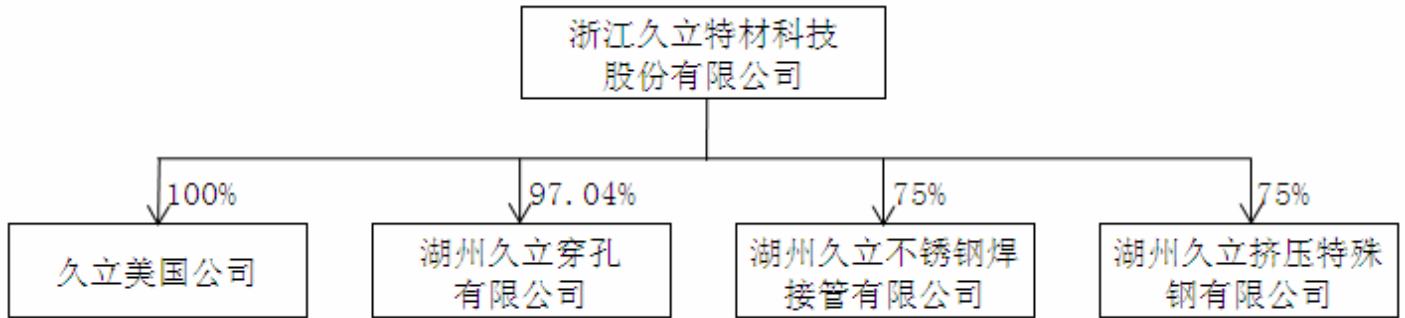 浙江久立特材科技
股份有限公司
100%
97.04%
75%
75%
久立美国公司
湖州久立穿孔
有限公司
湖州久立不锈钢焊
接管有限公司
湖州久立挤压特殊
钢有限公司